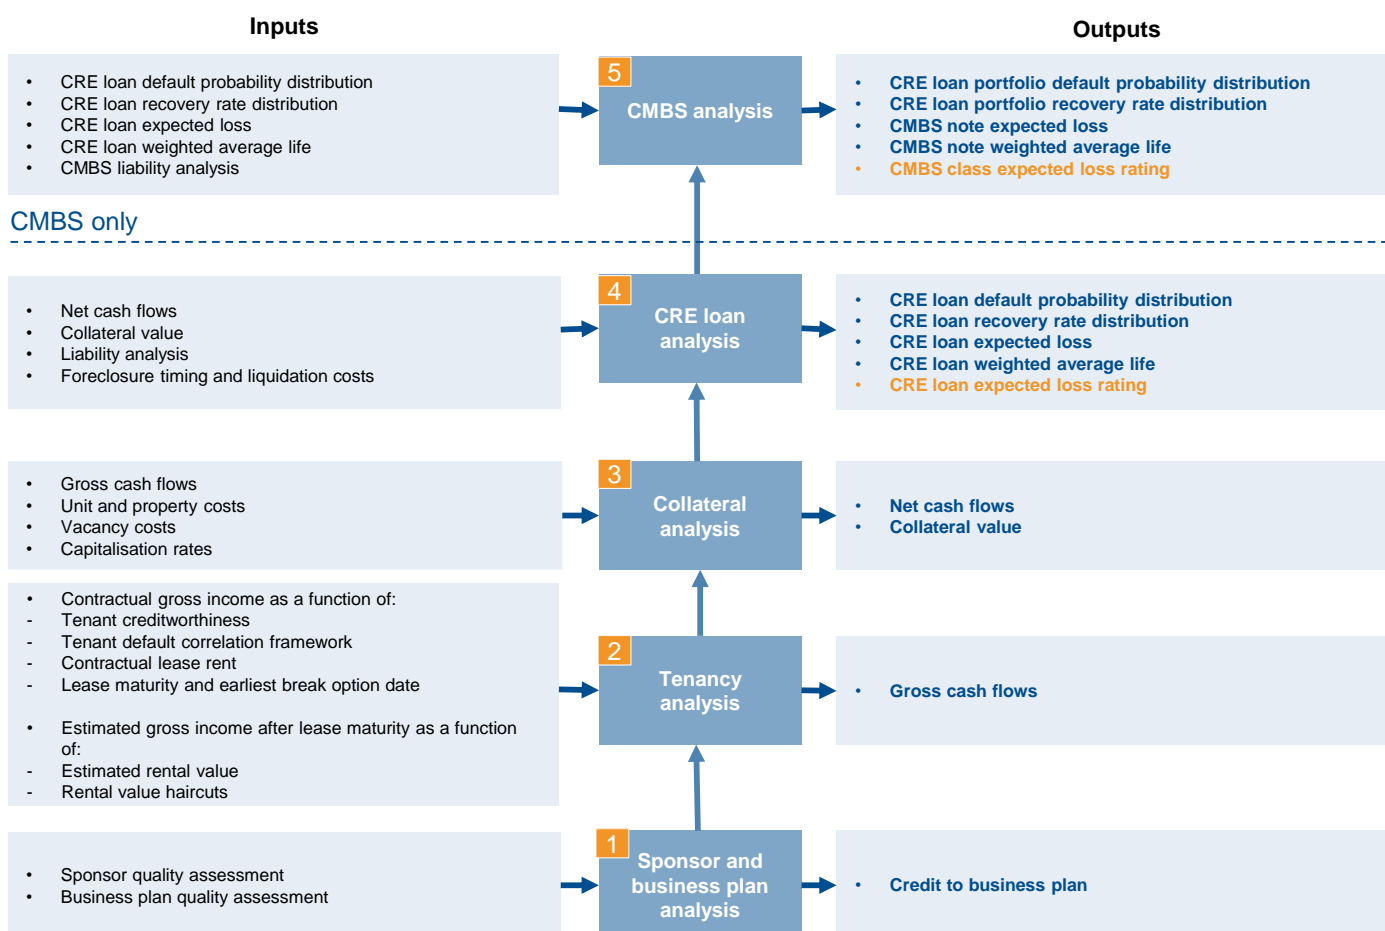 Inputs
Outputs
• CRE loan default probability distribution
• CRE loan recovery rate distribution
• CRE loan expected loss
• CRE loan weighted average life
• CMBS liability analysis
5
CMBS analysis
• CRE loan portfolio default probability distribution
• CRE loan portfolio recovery rate distribution
• CMBS note expected loss
• CMBS note weighted average life
• CMBS class expected loss rating
CMBS only
• Net cash flows
• Collateral value
• Liability analysis
• Foreclosure timing and liquidation costs
4
CRE loan
analysis
• CRE loan default probability distribution
• CRE loan recovery rate distribution
• CRE loan expected loss
• CRE loan weighted average life
• CRE loan expected loss rating
• Gross cash flows
• Unit and property costs
• Vacancy costs
• Capitalisation rates
3
Collateral
analysis
• Net cash flows
• Collateral value
• Contractual gross income as a function of:
- Tenant creditworthiness
- Tenant default correlation framework
- Contractual lease rent
- Lease maturity and earliest break option date
• Estimated gross income after lease maturity as a function
of:
- Estimated rental value
- Rental value haircuts
2
Tenancy
analysis
• Gross cash flows
• Sponsor quality assessment
• Business plan quality assessment
1
Sponsor and
business plan
analysis
• Credit to business plan